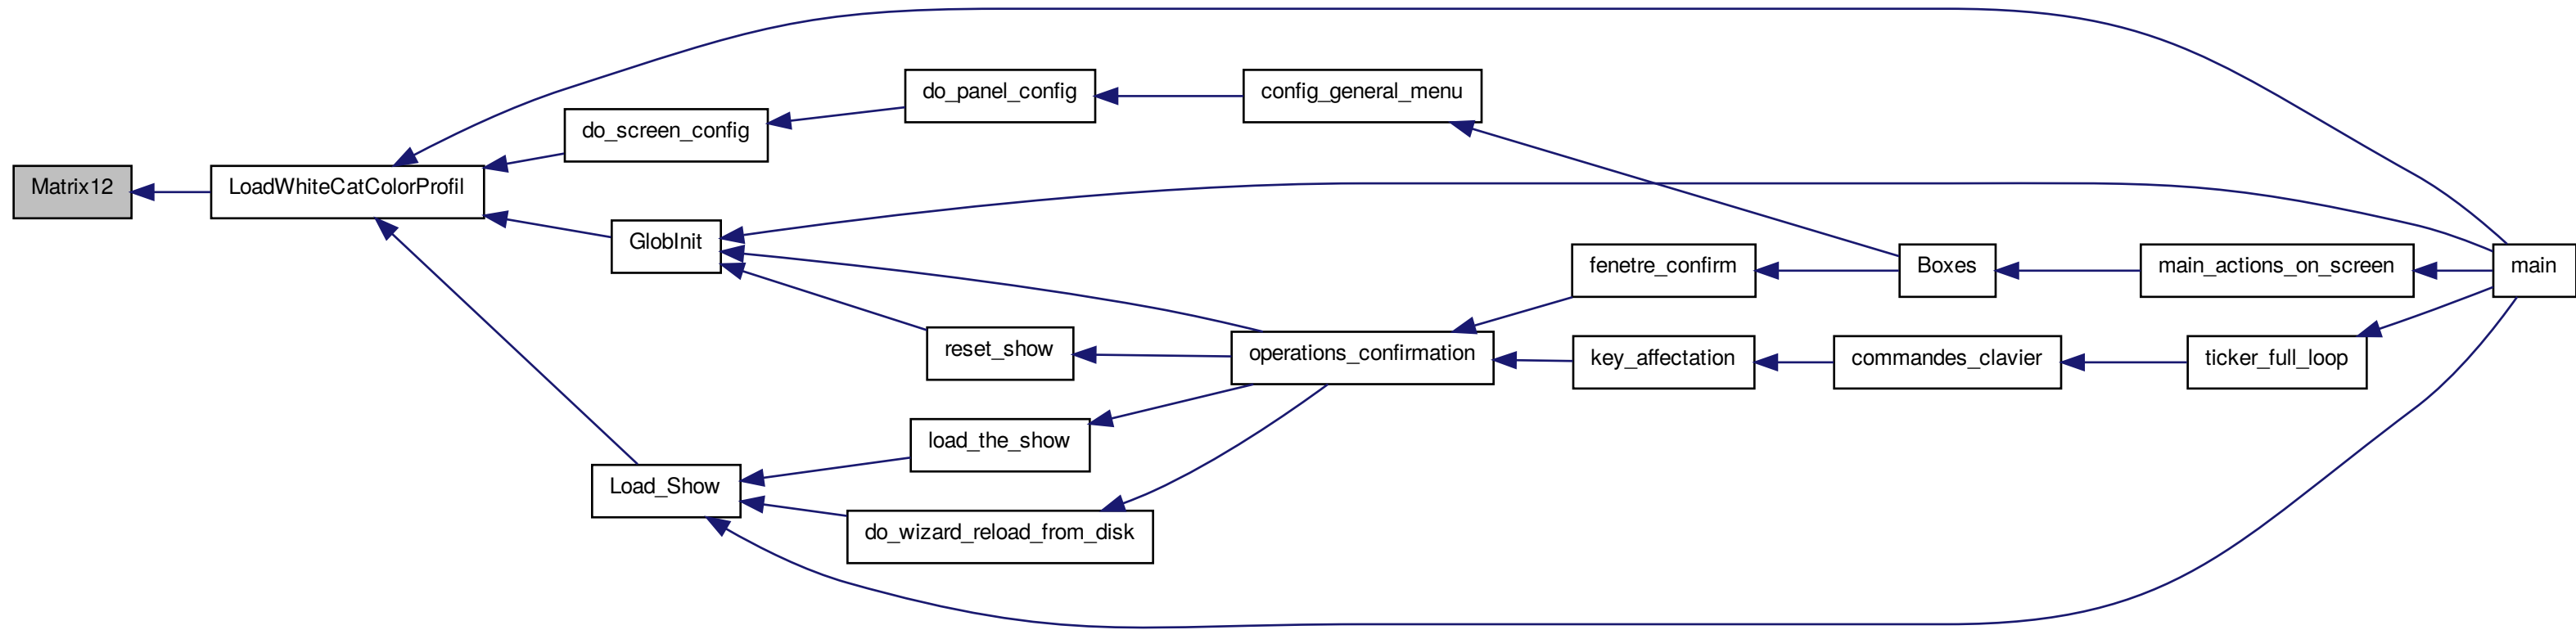 do_panel_config
config_general_menu
do_screen_config
Matrix12
LoadWhiteCatColorProfil
GlobInit
fenetre_confirm
Boxes
main_actions_on_screen
main
reset_show
operations_confirmation
key_affectation
commandes_clavier
ticker_full_loop
load_the_show
Load_Show
do_wizard_reload_from_disk